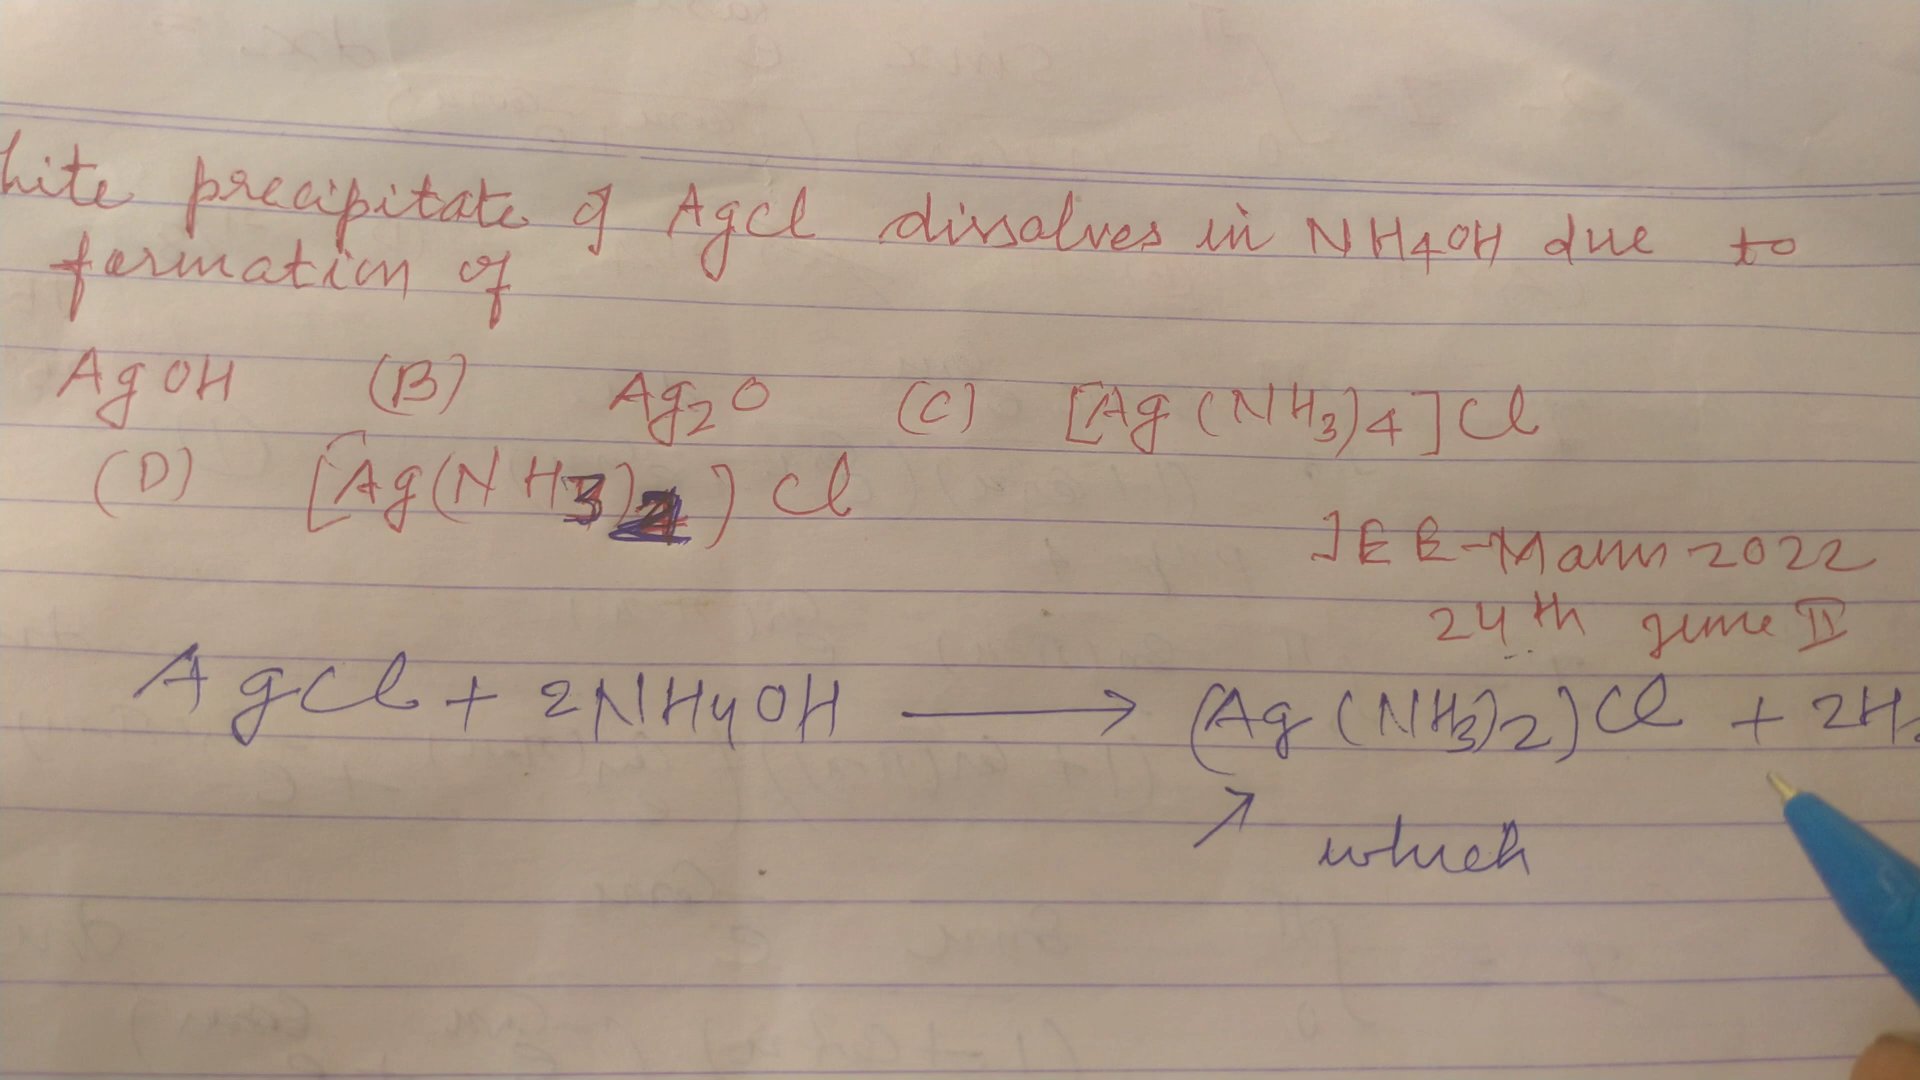 hite precipitate of AgCl dissolves in NH4OH due to
formation of
AgOH (B) Ag2O (C) [Ag(NH3)4]Cl
(D) [Ag(NH3)2]Cl
JEE-Mains 2022
24th june II
AgCl + 2NH4OH → (Ag(NH3)2)Cl + 2H
↗ which